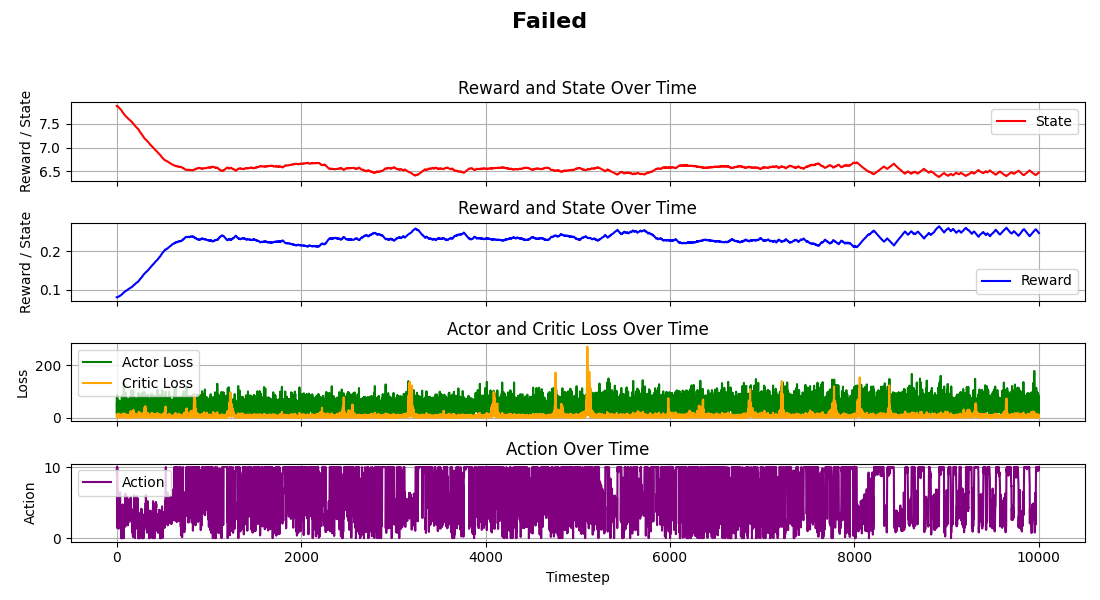 Failed
Reward and State Over Time
Reward / State
7.5
7.0
6.5
State
Reward and State Over Time
Reward / State
0.2
0.1
Reward
Actor and Critic Loss Over Time
Loss
200
0
Actor Loss
Critic Loss
Action Over Time
Action
10
0
Action
0 2000 4000 6000 8000 10000
Timestep